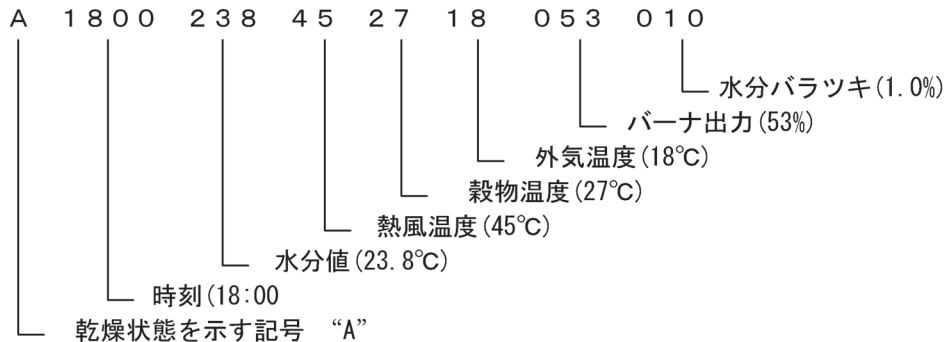 Ａ １８００ ２３８ ４５ ２７ １８ ０５３ ０１０
水分バラツキ(1.0%)
バーナ出力(53%)
外気温度(18℃)
穀物温度(27℃)
熱風温度(45℃)
水分値(23.8℃)
時刻(18:00
乾燥状態を示す記号 “A”